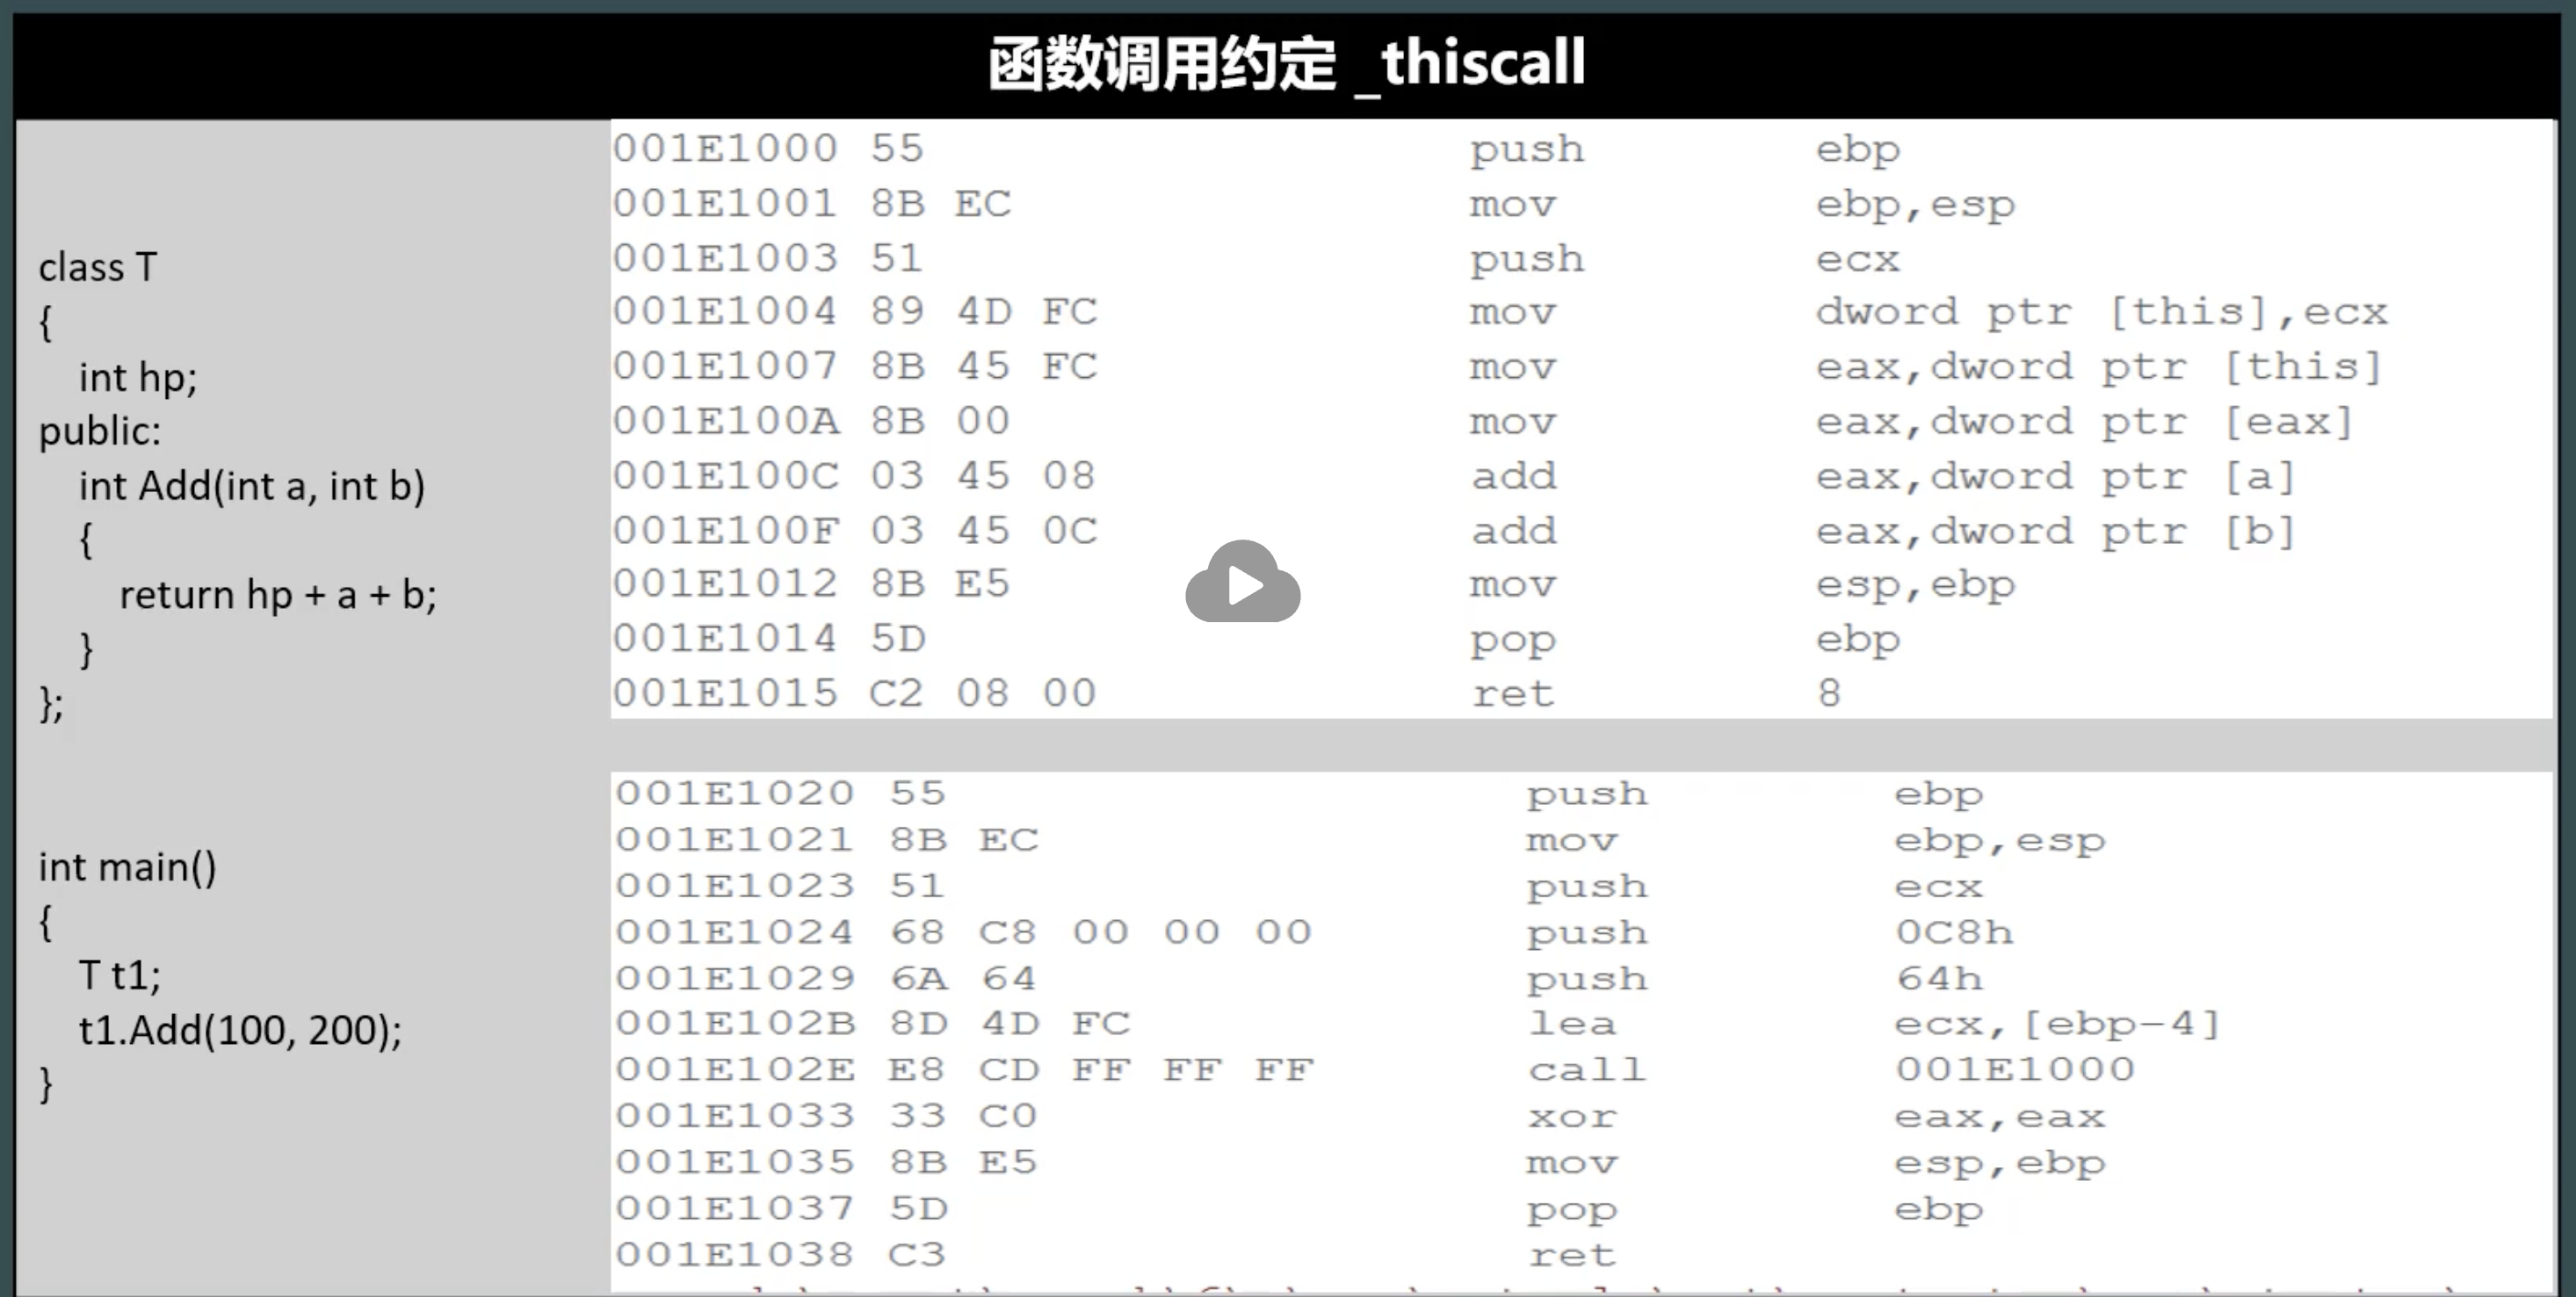 函数调用约定 _thiscall
class T
{
int hp;
public:
int Add(int a, int b)
{
return hp + a + b;
}
};
int main()
{
T t1;
t1.Add(100, 200);
}
001E1000 55 push ebp
001E1001 8B EC mov ebp,esp
001E1003 51 push ecx
001E1004 89 4D FC mov dword ptr [this],ecx
001E1007 8B 45 FC mov eax,dword ptr [this]
001E100A 8B 00 mov eax,dword ptr [eax]
001E100C 03 45 08 add eax,dword ptr [a]
001E100F 03 45 0C add eax,dword ptr [b]
001E1012 8B E5 mov esp,ebp
001E1014 5D pop ebp
001E1015 C2 08 00 ret 8
001E1020 55 push ebp
001E1021 8B EC mov ebp,esp
001E1023 51 push ecx
001E1024 68 C8 00 00 00 push 0C8h
001E1029 6A 64 push 64h
001E102B 8D 4D FC lea ecx,[ebp-4]
001E102E E8 CD FF FF FF call 001E1000
001E1033 33 C0 xor eax,eax
001E1035 8B E5 mov esp,ebp
001E1037 5D pop ebp
001E1038 C3 ret